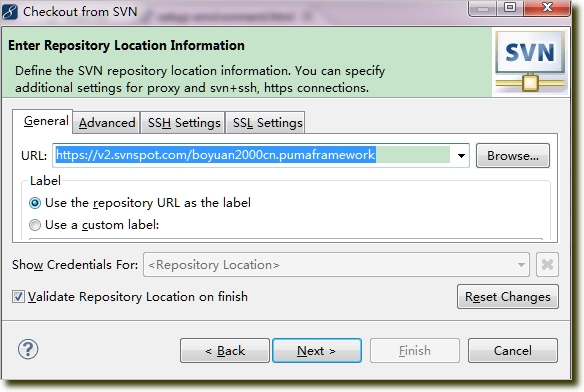 Checkout from SVN
Enter Repository Location Information
Define the SVN repository location information. You can specify
additional settings for proxy and svn+ssh, https connections.
SVN
General Advanced SSH Settings SSL Settings
URL: https://v2.svnspot.com/boyuan2000cn.pumaframework Browse...
Label
Use the repository URL as the label
Use a custom label:
Show Credentials For: <Repository Location>
Validate Repository Location on finish Reset Changes
? < Back Next > Finish Cancel